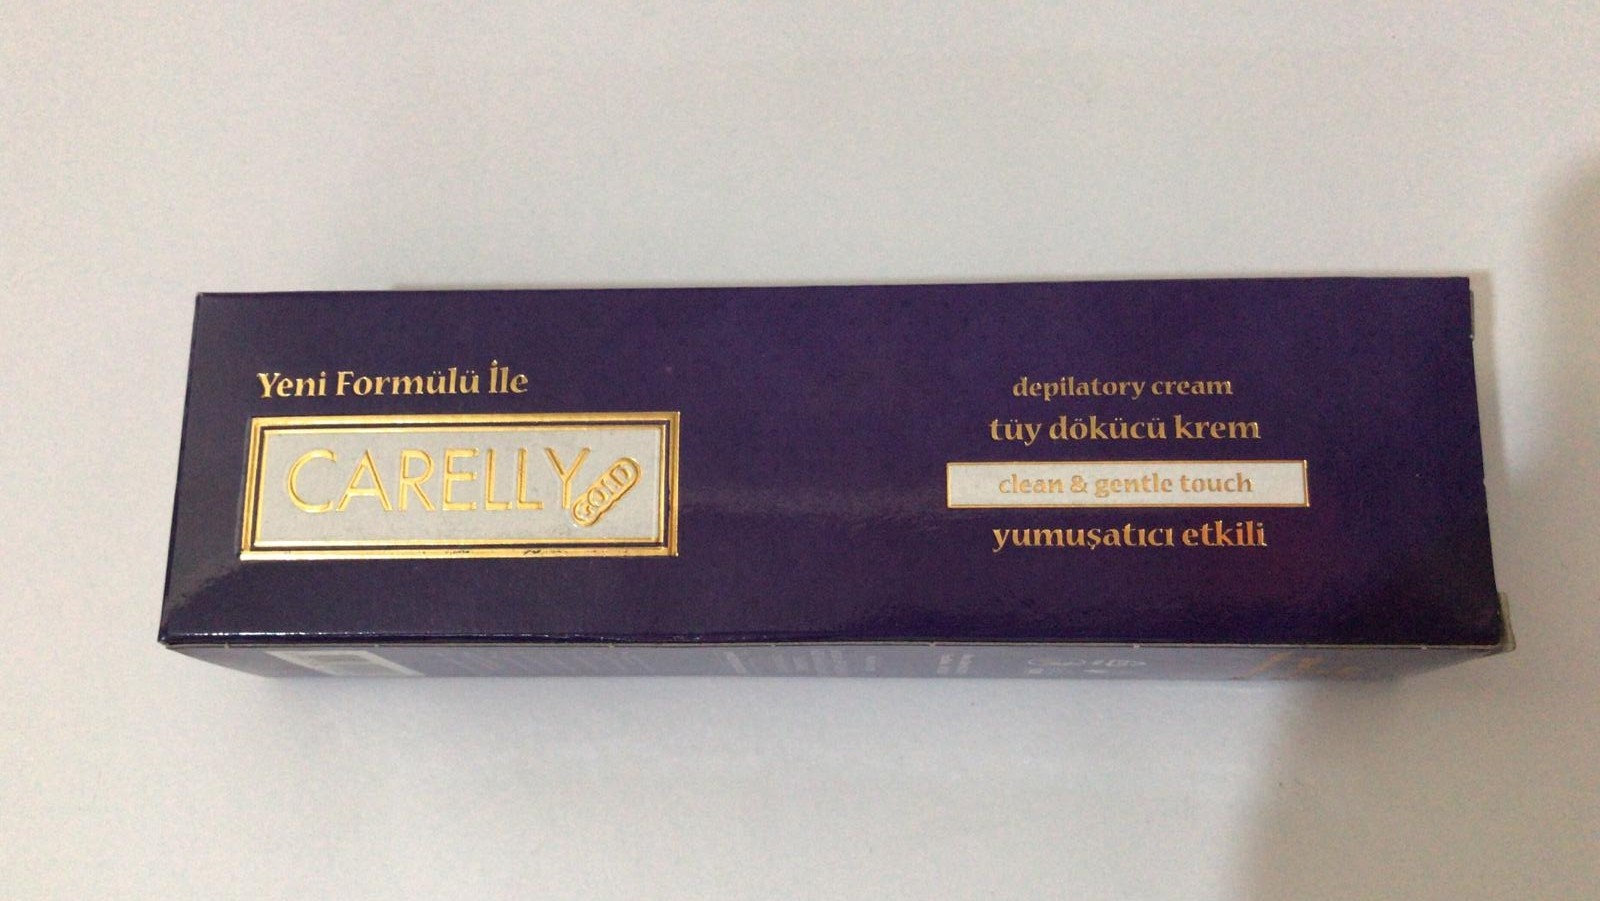 Yeni Formülü İle
CARELLY
GOLD
depilatory cream
tüy dökücü krem
clean & gentle touch
yumuşatıcı etkili